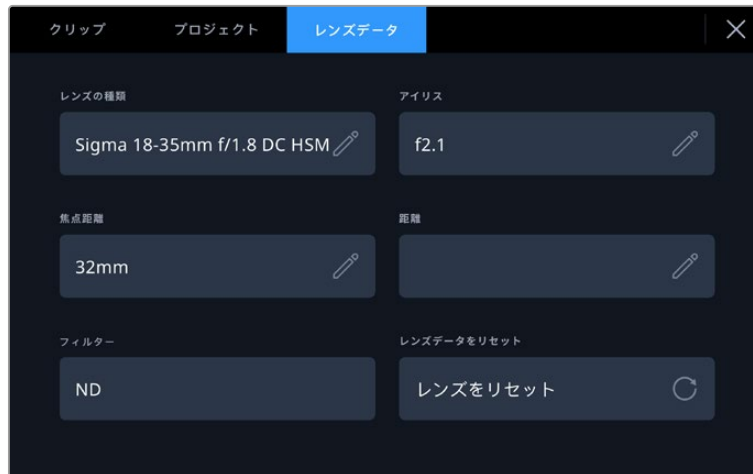 クリップ プロジェクト レンズデータ
レンズの種類 アイリス
Sigma 18-35mm f/1.8 DC HSM f2.1
焦点距離 距離
32mm
フィルター レンズデータをリセット
ND レンズをリセット